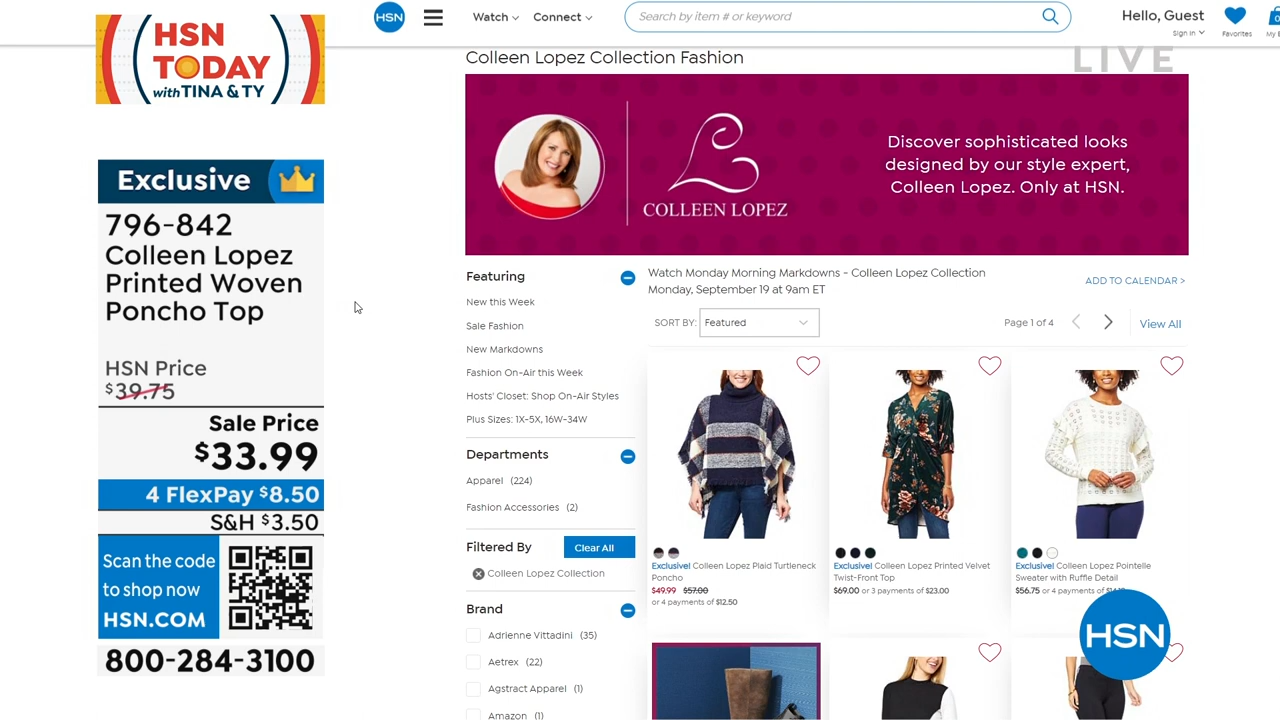 HSN
TODAY
with TINA & TY
Exclusive
796-842
Colleen Lopez
Printed Woven
Poncho Top
HSN Price
$39.75
Sale Price
$33.99
4 FlexPay $8.50
S&H $3.50
Scan the code
to shop now
HSN.COM
800-284-3100
HSN
Watch
Connect
Search by item # or keyword
Hello, Guest
Sign In
Favorites
LIVE
Colleen Lopez Collection Fashion
COLLEEN LOPEZ
Discover sophisticated looks
designed by our style expert,
Colleen Lopez. Only at HSN.
Featuring
New this Week
Sale Fashion
New Markdowns
Fashion On-Air this Week
Hosts' Closet: Shop On-Air Styles
Plus Sizes: 1X-5X, 16W-34W
Departments
Apparel (224)
Fashion Accessories (2)
Filtered By
Clear All
Colleen Lopez Collection
Brand
Adrienne Vittadini (35)
Aetrex (22)
Agstract Apparel (1)
Amazon (1)
Watch Monday Morning Markdowns - Colleen Lopez Collection
Monday, September 19 at 9am ET
ADD TO CALENDAR >
SORT BY: Featured
Page 1 of 4
View All
Exclusive! Colleen Lopez Plaid Turtleneck
Poncho
$49.99 $57.00
or 4 payments of $12.50
Exclusive! Colleen Lopez Printed Velvet
Twist-Front Top
$69.00 or 3 payments of $23.00
Exclusive! Colleen Lopez Pointelle
Sweater with Ruffle Detail
$56.75 or 4 payments of
HSN